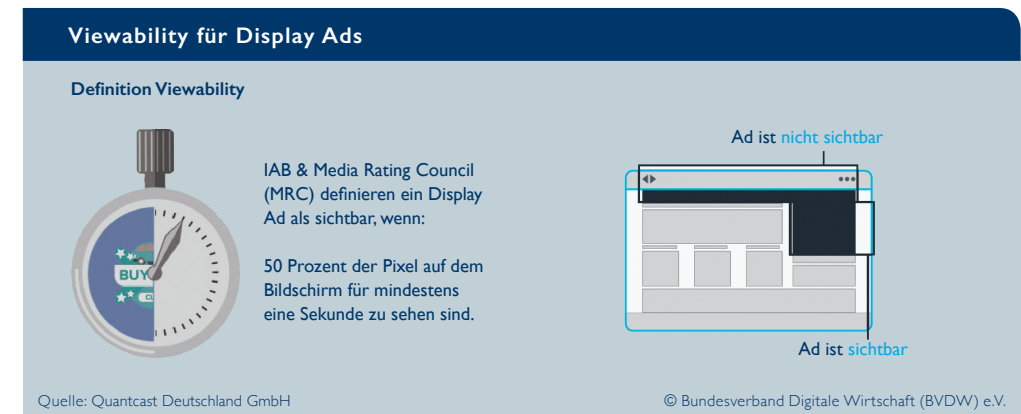 Viewability für Display Ads
Definition Viewability
IAB & Media Rating Council
(MRC) definieren ein Display
Ad als sichtbar, wenn:
50 Prozent der Pixel auf dem
Bildschirm für mindestens
eine Sekunde zu sehen sind.
BUY
Ad ist nicht sichtbar
Ad ist sichtbar
Quelle: Quantcast Deutschland GmbH
© Bundesverband Digitale Wirtschaft (BVDW) e.V.